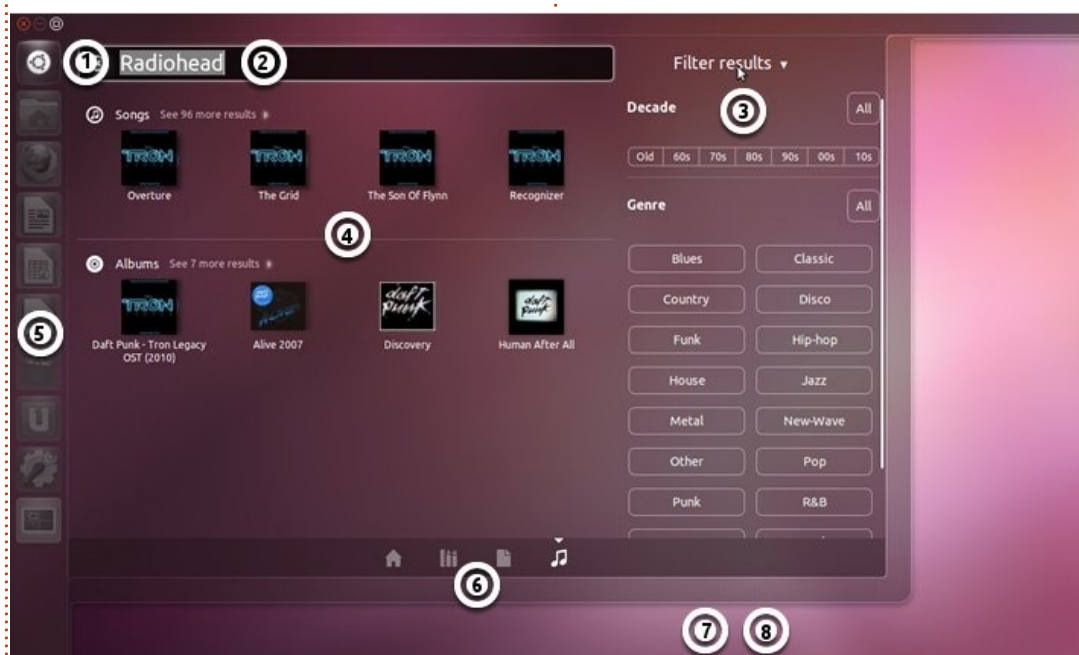 1 Radiohead 2 Filter results ▾
3
Songs See 96 more results
TRON TRON TRON TRON
Overture The Grid The Son Of Flynn Recognizer
4
Albums See 7 more results
TRON daft punk daft punk
Daft Punk - Tron Legacy OST (2010) Alive 2007 Discovery Human After All
5
Decade All
Old 60s 70s 80s 90s 00s 10s
Genre All
Blues Classic
Country Disco
Funk Hip-hop
House Jazz
Metal New-Wave
Other Pop
Punk R&B
6
7 8